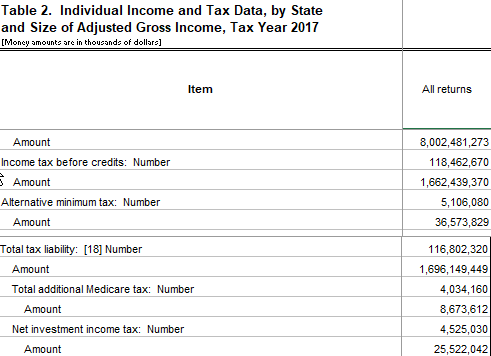 Table 2. Individual Income and Tax Data, by State
and Size of Adjusted Gross Income, Tax Year 2017
[Money amounts are in thousands of dollars]
Item All returns
Amount 8,002,481,273
Income tax before credits: Number 118,462,670
Amount 1,662,439,370
Alternative minimum tax: Number 5,106,080
Amount 36,573,829
Total tax liability: [18] Number 116,802,320
Amount 1,696,149,449
Total additional Medicare tax: Number 4,034,160
Amount 8,673,612
Net investment income tax: Number 4,525,030
Amount 25,522,042